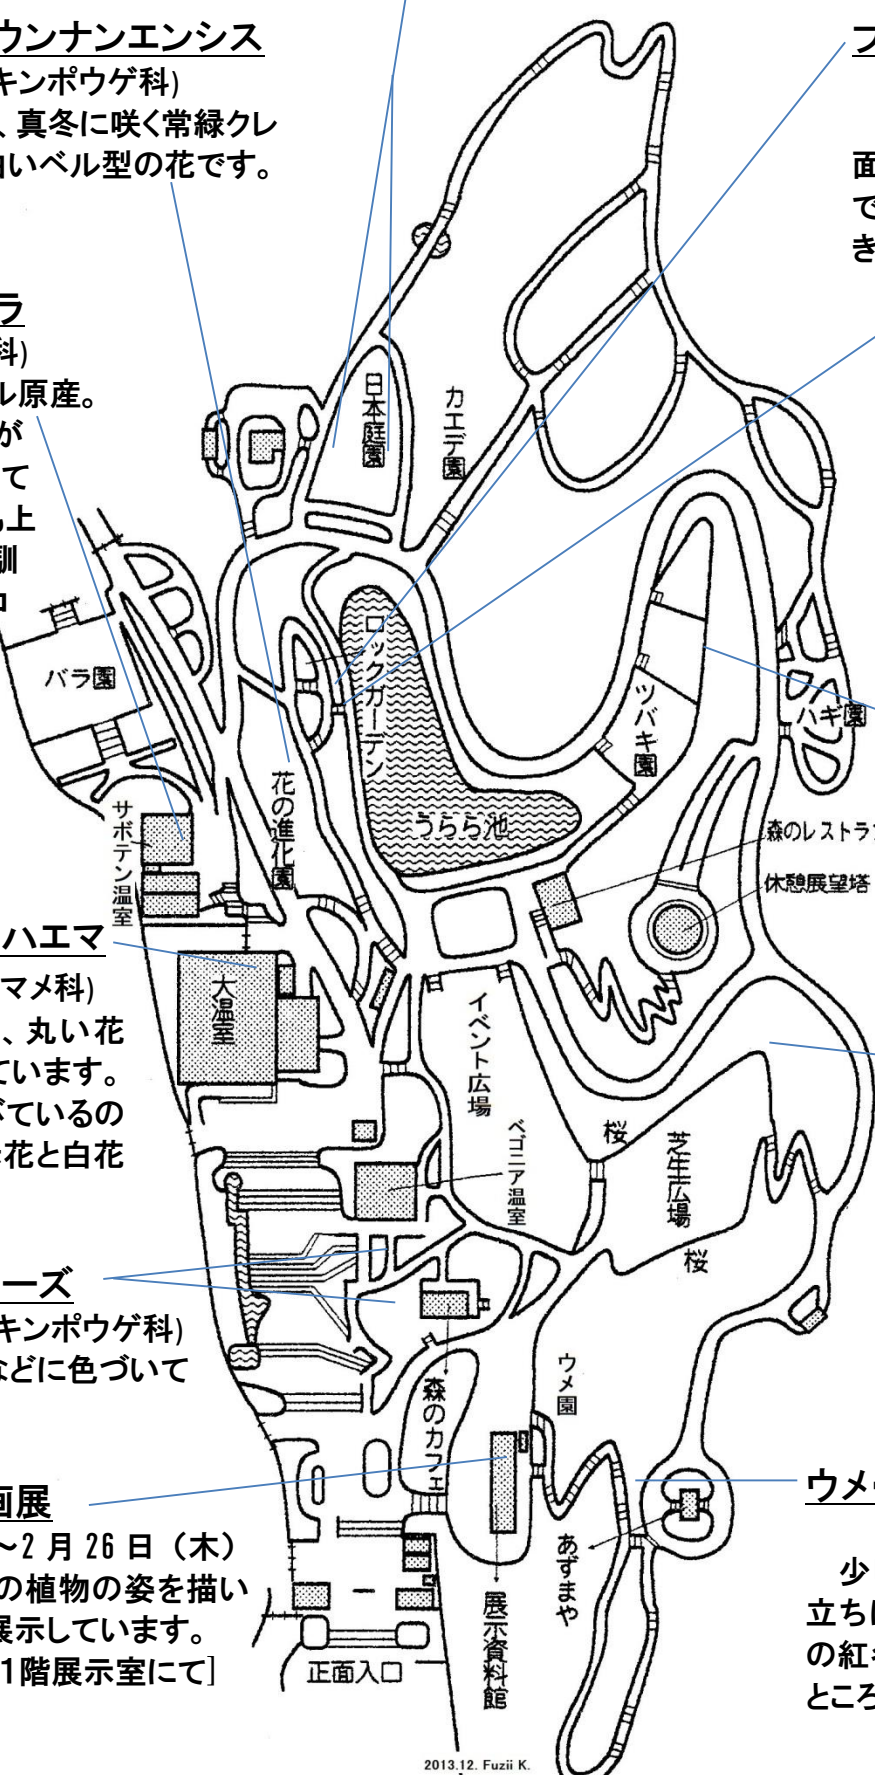 ウンナンエンシス
キンポウゲ科)
、真冬に咲く常緑クレ
白いベル型の花です。
フ
面
で
き
ラ
科)
ル原産。
が
て
上
馴
ロ
日本庭園
カエデ園
バラ園
ロックガーデン
ツバキ園
ハギ園
花の進化園
うらら池
サボテン温室
森のレストラン
休憩展望塔
ハエマ
マメ科)
、丸い花
ています。
びているの
花と白花
大温室
イベント広場
ベゴニア温室
桜
芝生広場
桜
ーズ
キンポウゲ科)
などに色づいて
森のカフェ
ウメ園
画展
～2月26日（木）
の植物の姿を描い
展示しています。
1階展示室にて]
あずまや
展示資料館
正面入口
ウメ
少
立ち
の紅
ところ
2013.12. Fuzii K.